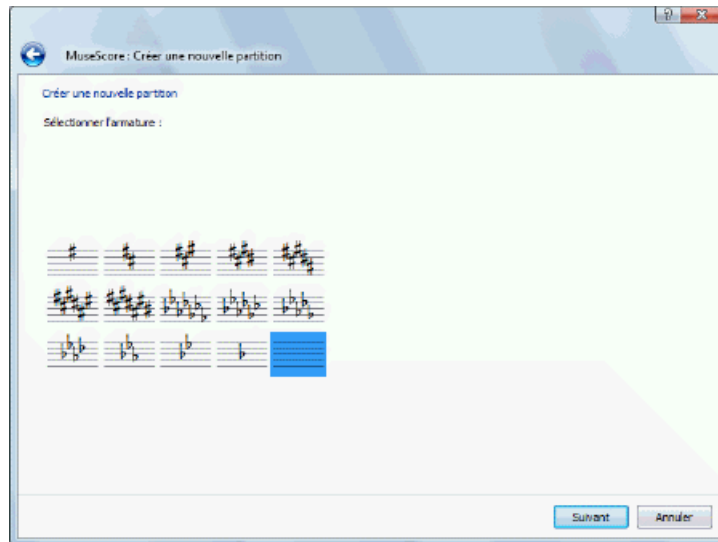 MuseScore : Créer une nouvelle partition
Créer une nouvelle partition
Sélectionner l'armature :
Suivant
Annuler